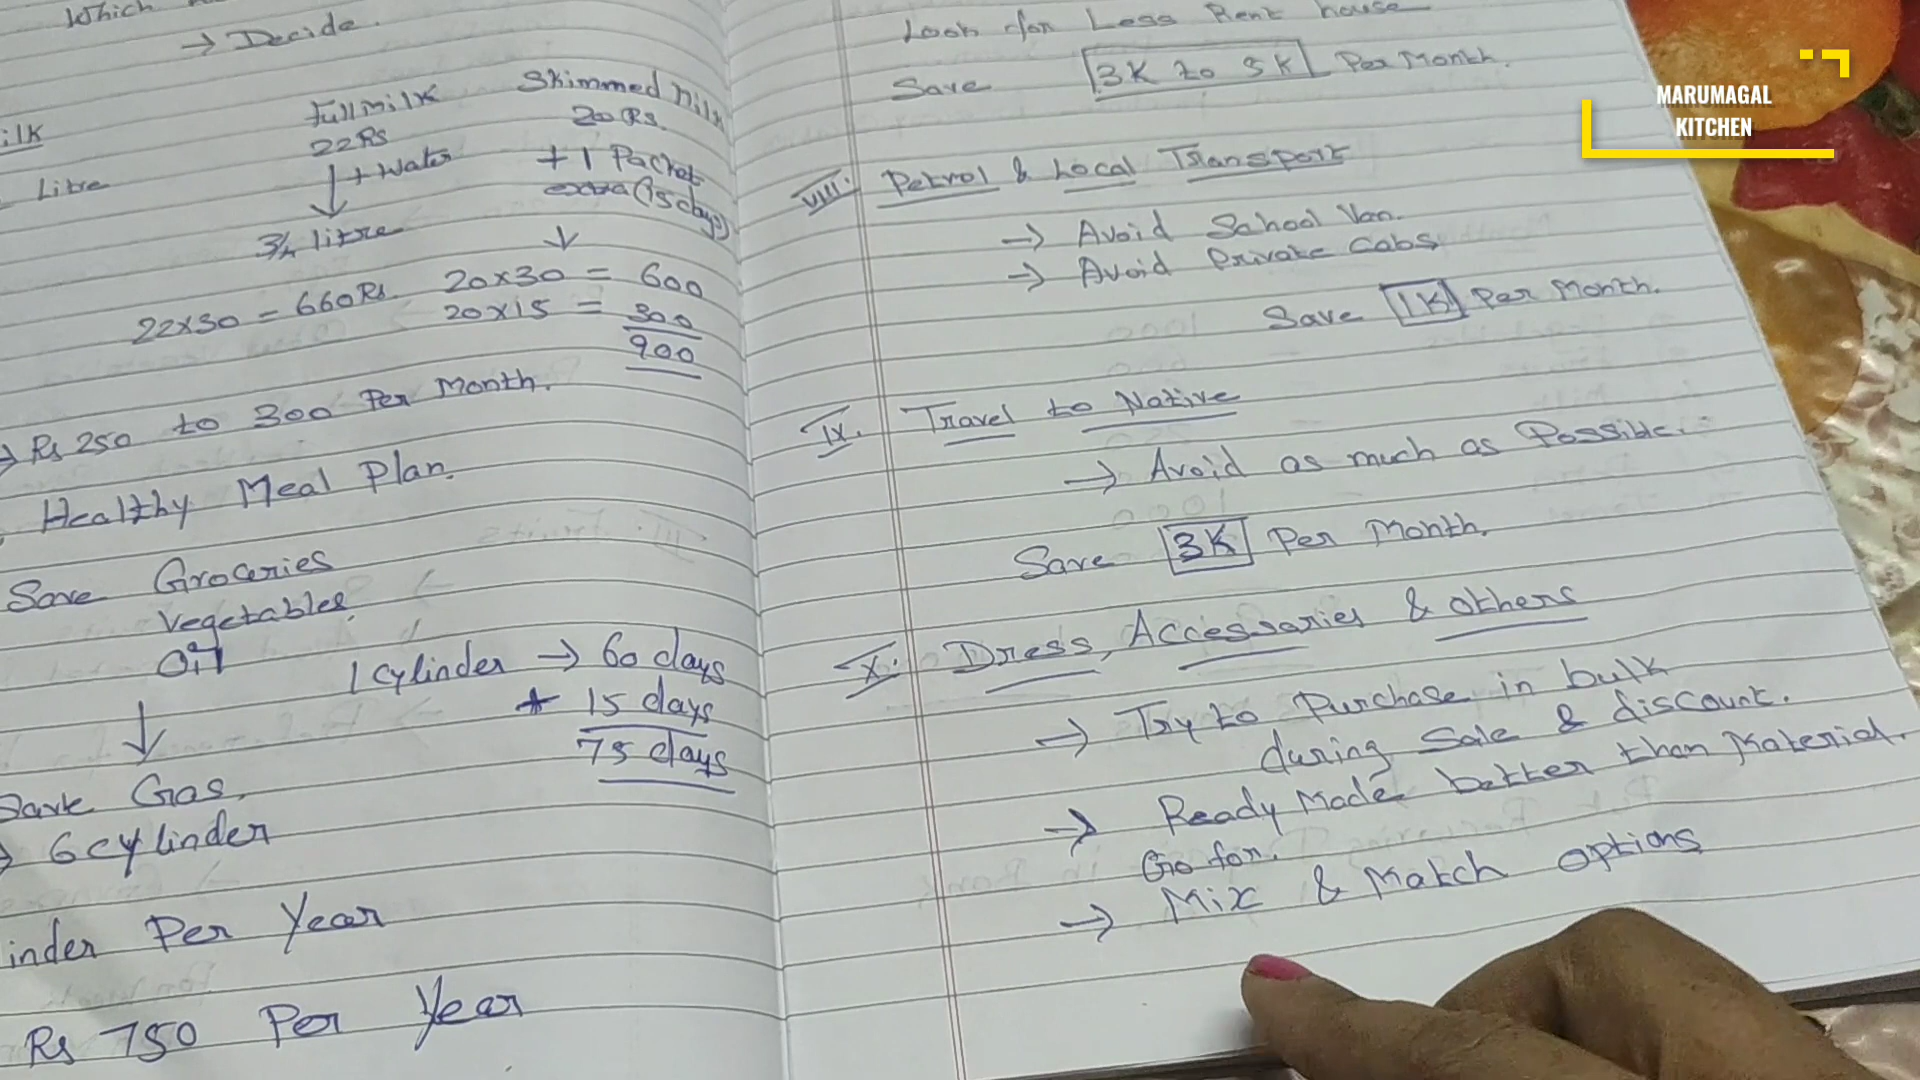 Which
→ Decide.
ilk
Litre
Full milk
22 Rs
↓ + Water
3/4 litre
22x30 = 660 Rs.
Skimmed Milk
20 Rs.
+ 1 Packet
extra (15 days)
↓
20x30 = 600
20x15 = 300
900
→ Rs 250 to 300 Per Month.
Healthy Meal Plan.
Save Groceries
Vegetables.
Oil
↓
1 Cylinder → 60 days
+ 15 days
75 days
Save Gas.
→ 6 cylinder
inder Per Year
Rs 750 Per Year
Look for Less Rent house
Save 3K to 5K Per Month.
VIII. Petrol & Local Transport
→ Avoid School Van.
→ Avoid Private Cabs
Save 1K Per Month.
IX. Travel to Native
→ Avoid as much as Possible.
Save 3K Per Month.
X. Dress, Accessaries & others
→ Try to Purchase in bulk
during Sale & discount.
→ Ready Made better than Material.
Go for.
→ Mix & Match options
MARUMAGAL
KITCHEN